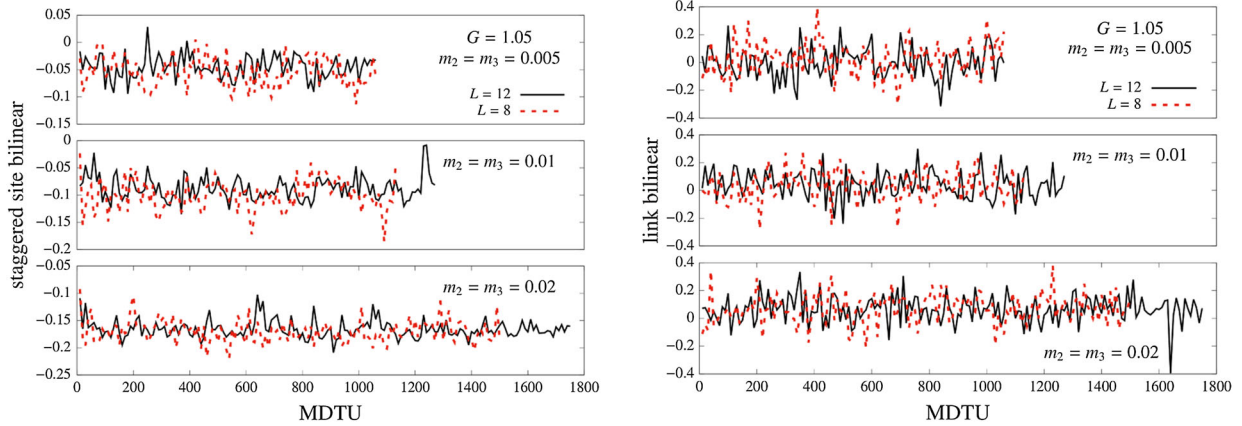 0.05
0
−0.05
−0.1
−0.15
G = 1.05
m₂ = m₃ = 0.005
L = 12
L = 8
0
−0.05
−0.1
−0.15
−0.2
m₂ = m₃ = 0.01
−0.05
−0.1
−0.15
−0.2
−0.25
m₂ = m₃ = 0.02
0 200 400 600 800 1000 1200 1400 1600 1800
MDTU
staggered site bilinear
0.4
0.2
0
−0.2
−0.4
G = 1.05
m₂ = m₃ = 0.005
L = 12
L = 8
0.4
0.2
0
−0.2
−0.4
m₂ = m₃ = 0.01
0.4
0.2
0
−0.2
−0.4
m₂ = m₃ = 0.02
0 200 400 600 800 1000 1200 1400 1600 1800
MDTU
link bilinear